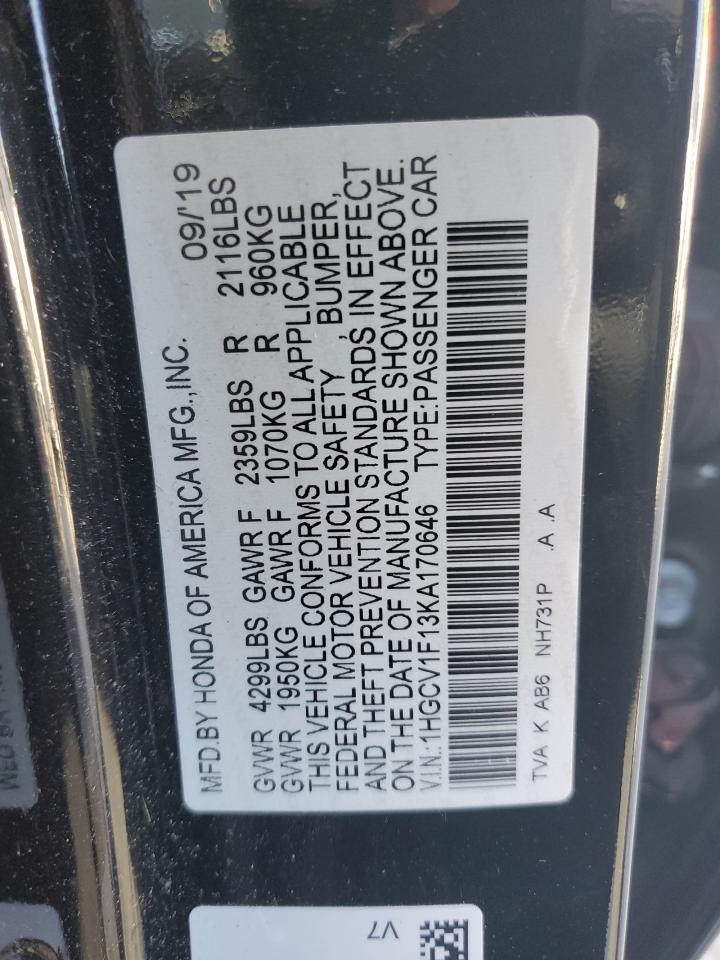 MFD.BY HONDA OF AMERICA MFG.,INC. 09/'19
GVWR 4299LBS GAWR F 2359LBS R 2116LBS
GVWR 1950KG GAWR F 1070KG R 960KG
THIS VEHICLE CONFORMS TO ALL APPLICABLE
FEDERAL MOTOR VEHICLE SAFETY , BUMPER,
AND THEFT PREVENTION STANDARDS IN EFFECT
ON THE DATE OF MANUFACTURE SHOWN ABOVE.
V.I.N.:1HGCV1F13KA170646 TYPE:PASSENGER CAR
TVA K AB6 NH731P .A .A
V7